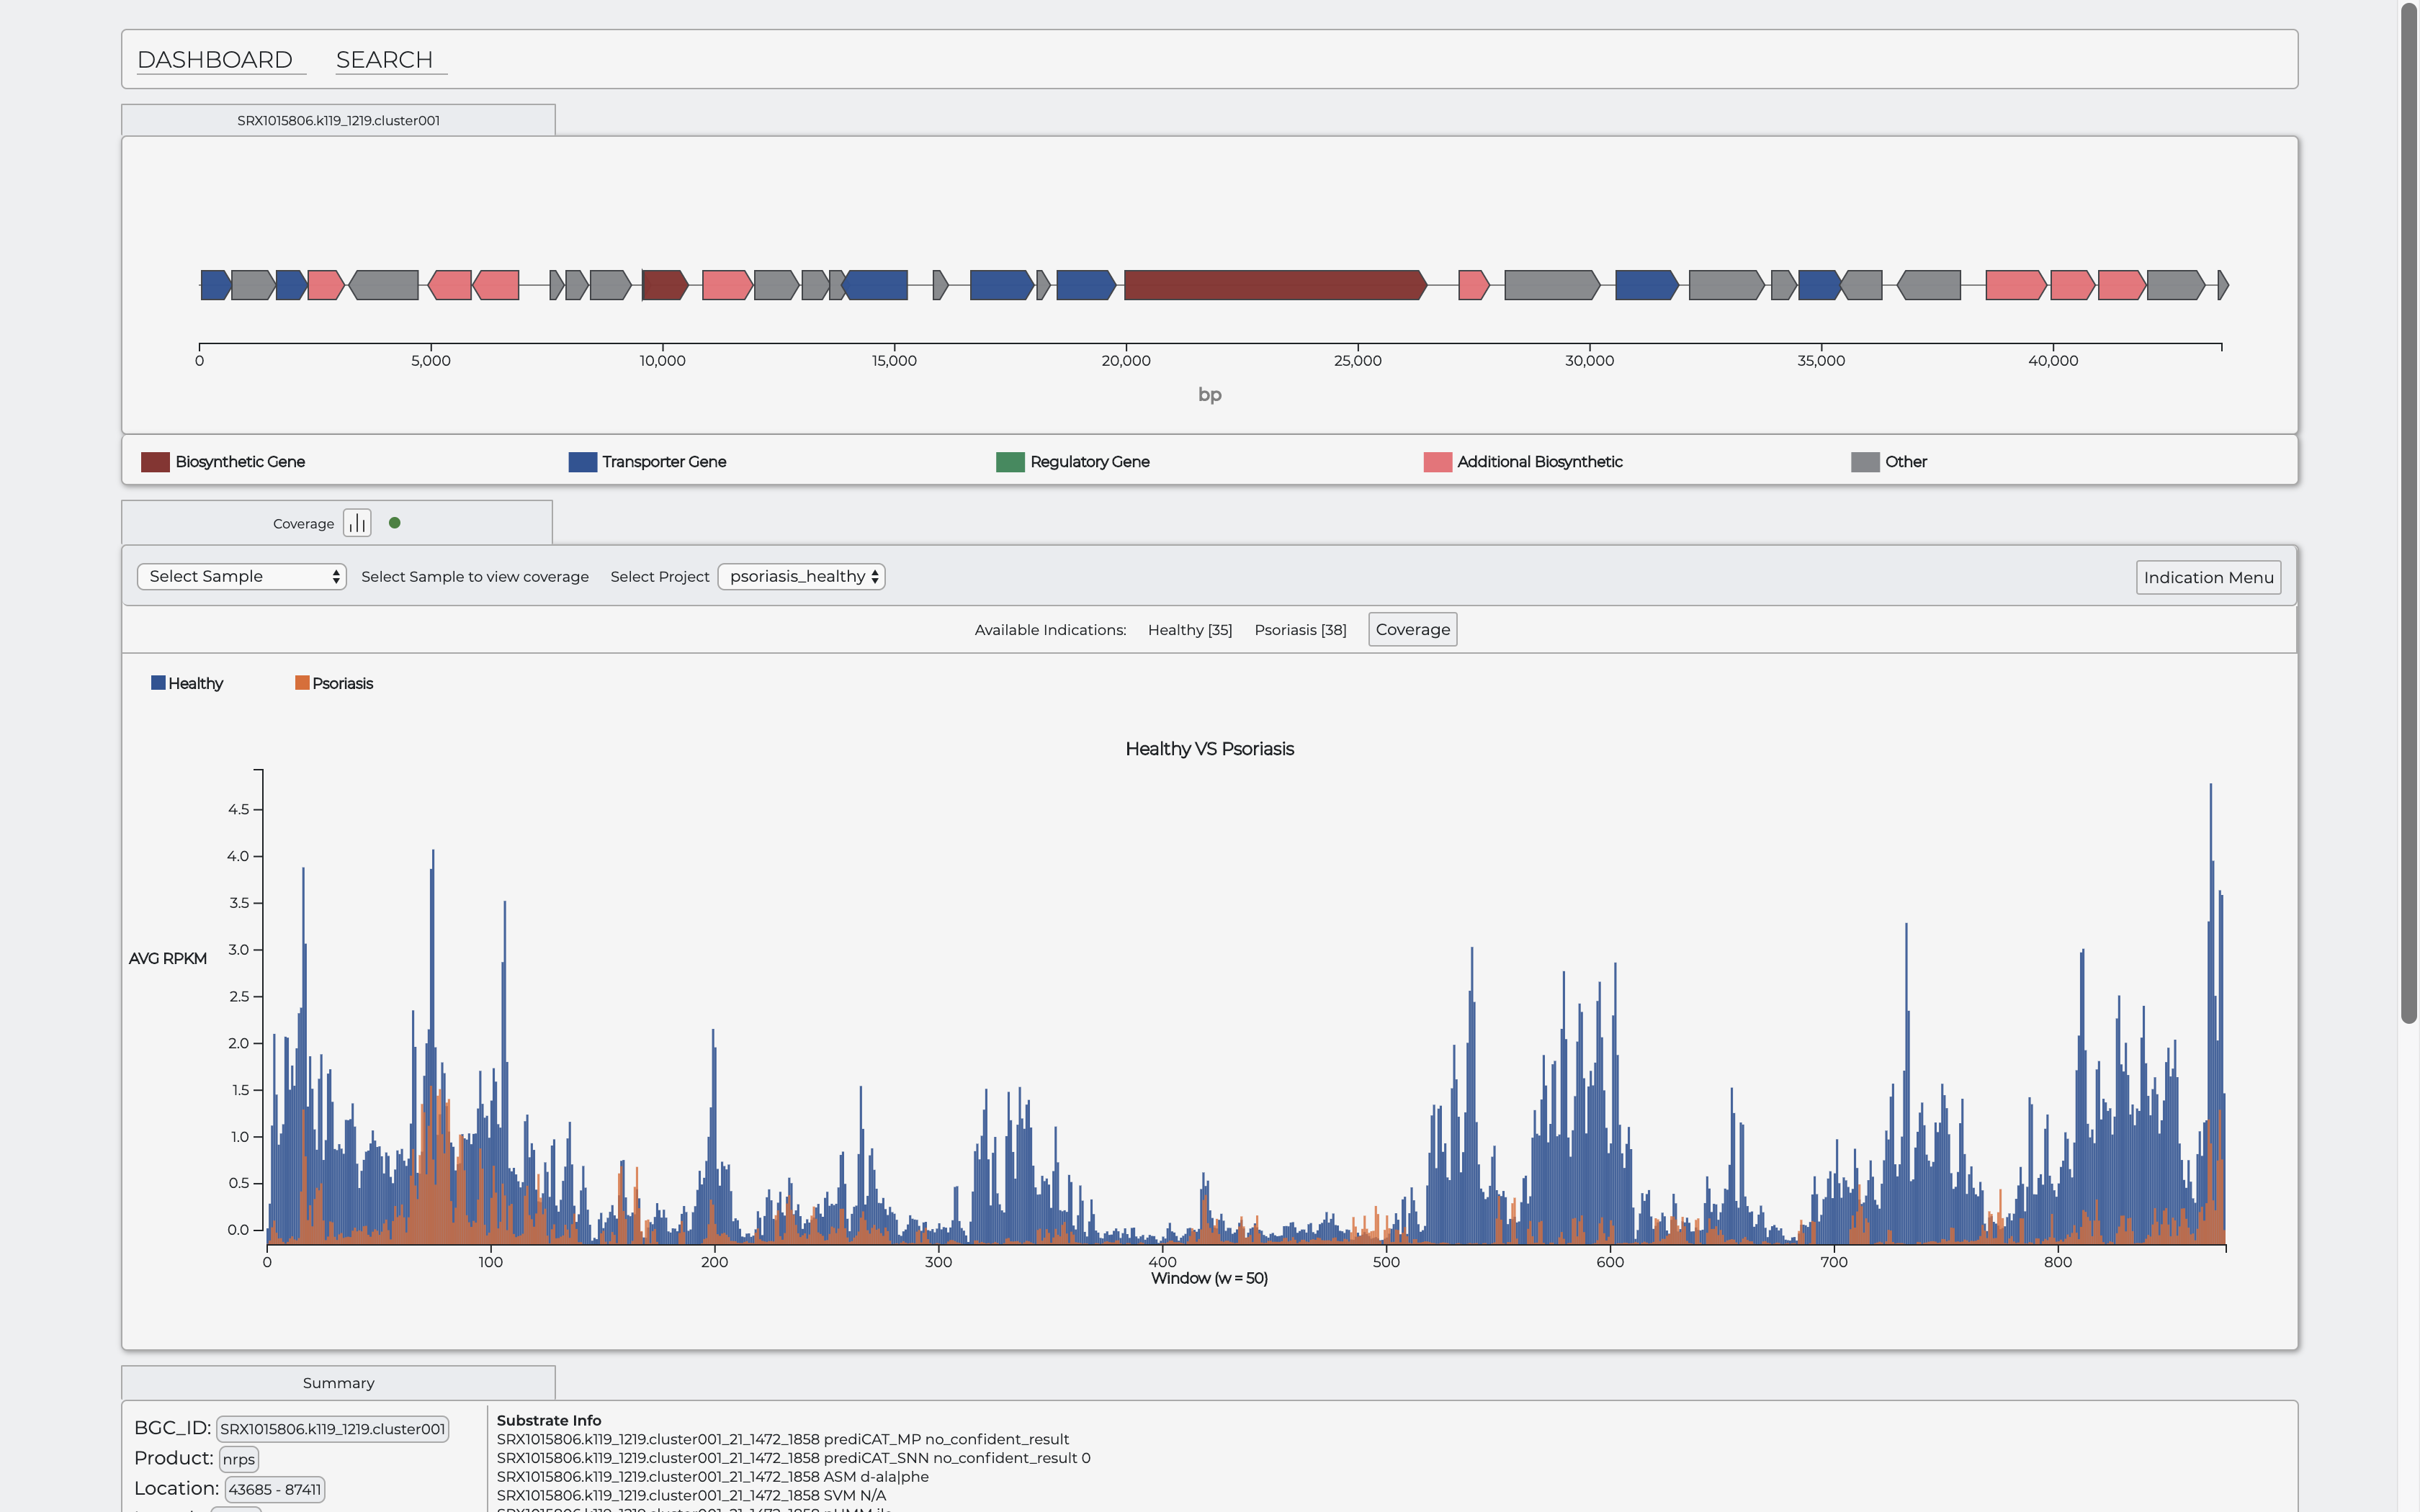 DASHBOARD SEARCH
SRX1015806.k119_1219.cluster001
0 5,000 10,000 15,000 20,000 25,000 30,000 35,000 40,000
bp
Biosynthetic Gene Transporter Gene Regulatory Gene Additional Biosynthetic Other
Coverage
Select Sample Select Sample to view coverage Select Project psoriasis_healthy Indication Menu
Available Indications: Healthy [35] Psoriasis [38] Coverage
Healthy Psoriasis
Healthy VS Psoriasis
4.5
4.0
3.5
3.0
AVG RPKM
2.5
2.0
1.5
1.0
0.5
0.0
0 100 200 300 400 500 600 700 800
Window (w = 50)
Summary
BGC_ID: SRX1015806.k119_1219.cluster001
Product: nrps
Location: 43685 - 87411
Substrate Info
SRX1015806.k119_1219.cluster001_21_1472_1858 prediCAT_MP no_confident_result
SRX1015806.k119_1219.cluster001_21_1472_1858 prediCAT_SNN no_confident_result 0
SRX1015806.k119_1219.cluster001_21_1472_1858 ASM d-ala|phe
SRX1015806.k119_1219.cluster001_21_1472_1858 SVM N/A